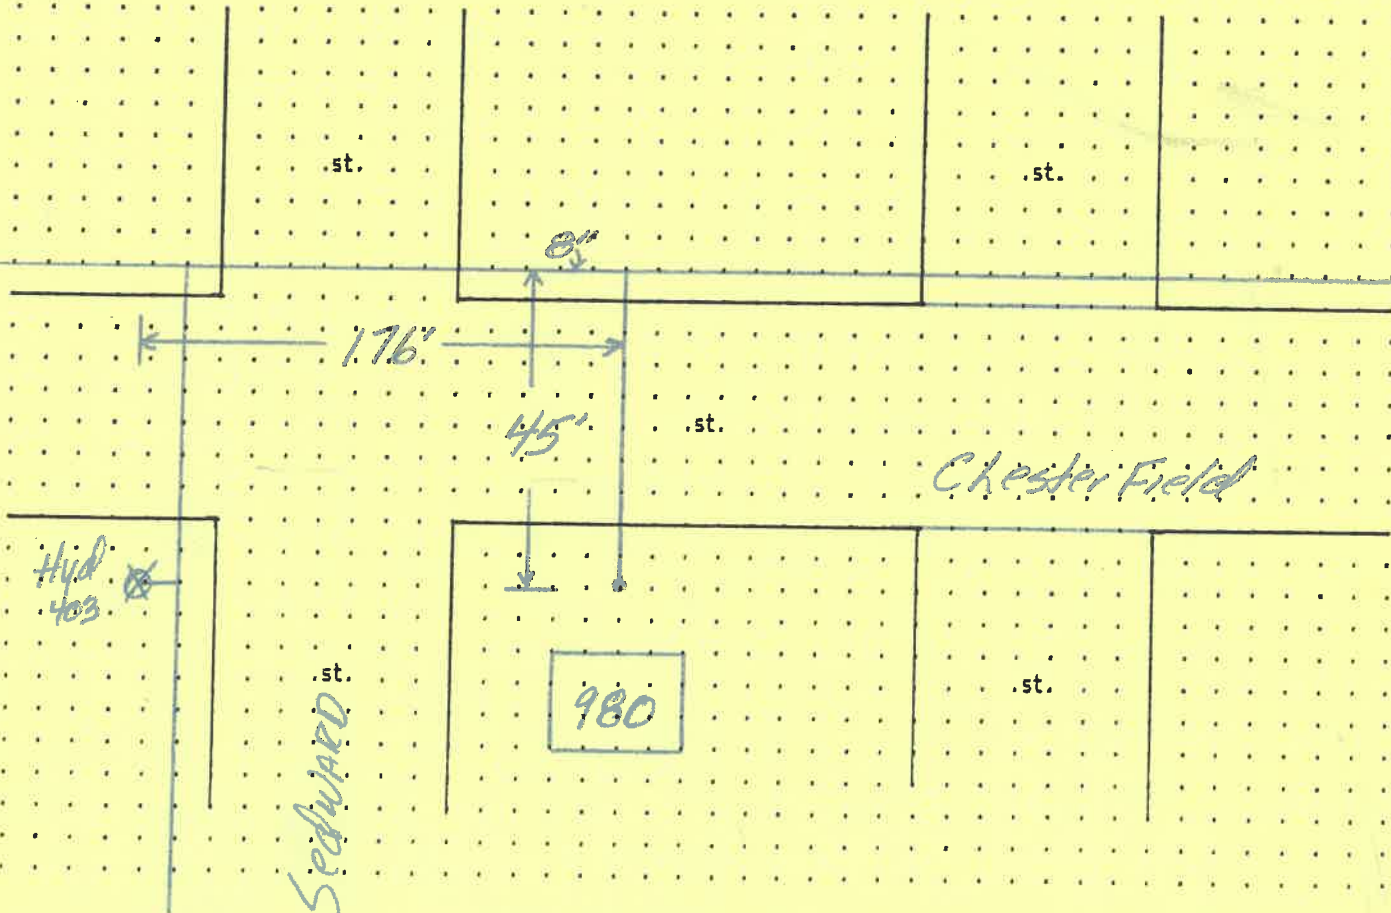 .st.
.st.
8"
176'
45'
.st.
Chester Field
Hyd
403
.st.
.st.
980
SedWARD